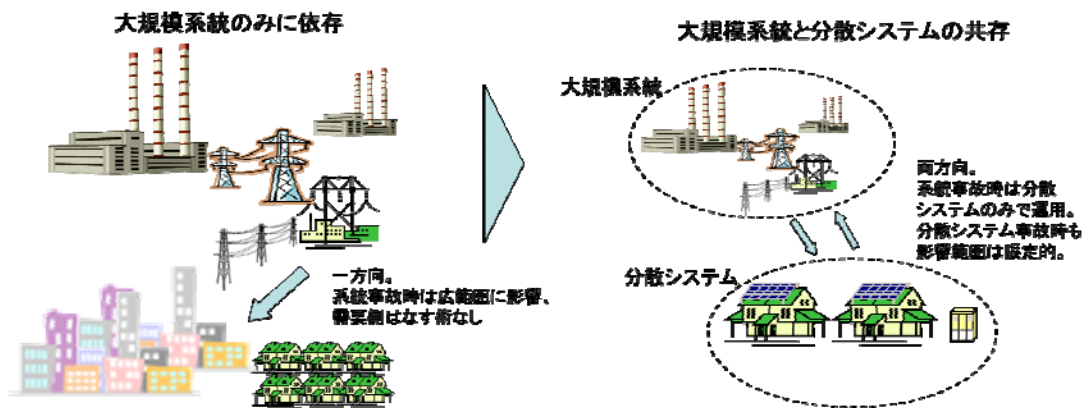 大規模系統のみに依存
一方向。
系統事故時は広範囲に影響、
需要側はなす術なし
大規模系統と分散システムの共存
大規模系統
両方向。
系統事故時は分散
システムのみで運用。
分散システム事故時も
影響範囲は限定的。
分散システム